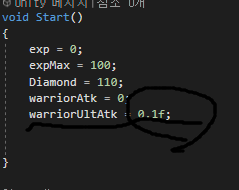 Unity 메시지|참조 0개
void Start()
{
exp = 0;
expMax = 100;
Diamond = 110;
warriorAtk = 0;
warriorUltAtk = 0.1f;
}